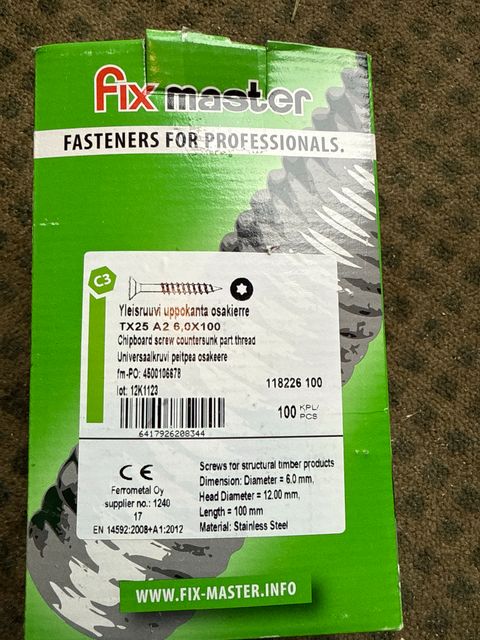 fix master
FASTENERS FOR PROFESSIONALS.
C3
Yleisruuvi uppokanta osakierre
TX25 A2 6,0X100
Chipboard screw countersunk part thread
Universaalkruvi peitpea osakeere
fm-PO: 4500106678
lot: 12K1123
118226 100
100 KPL/
PCS
6417926208344
CE
Ferrometal Oy
supplier no.: 1240
17
EN 14592:2008+A1:2012
Screws for structural timber products
Dimension: Diameter = 6.0 mm,
Head Diameter = 12.00 mm,
Length = 100 mm
Material: Stainless Steel
WWW.FIX-MASTER.INFO